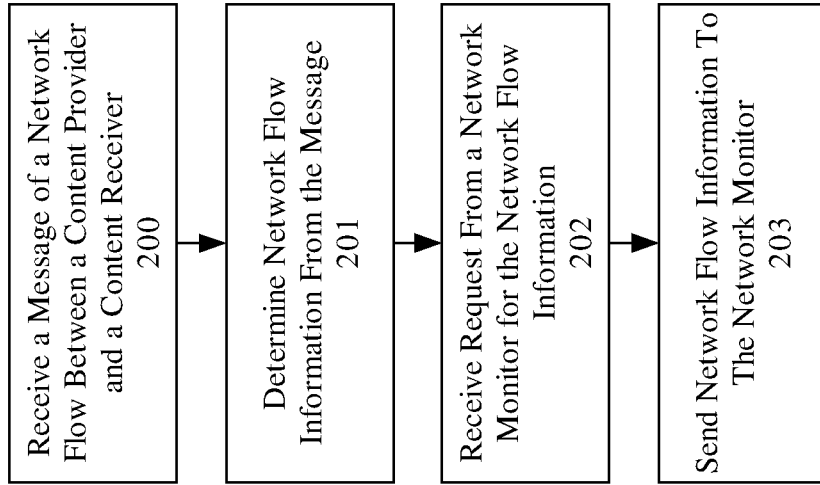 Receive a Message of a Network
Flow Between a Content Provider
and a Content Receiver
200
Determine Network Flow
Information From the Message
201
Receive Request From a Network
Monitor for the Network Flow
Information
202
Send Network Flow Information To
The Network Monitor
203